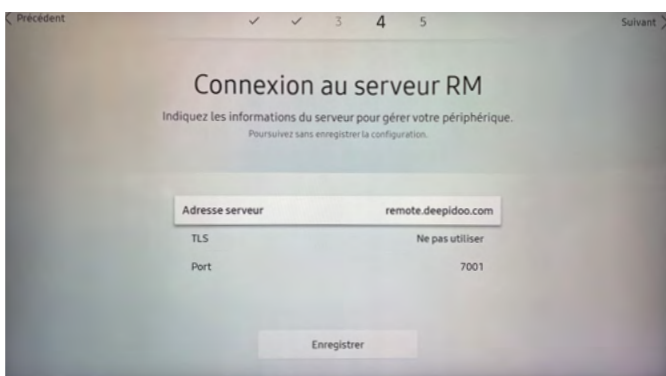 Précédent
✓ ✓ 3 4 5
Suivant
Connexion au serveur RM
Indiquez les informations du serveur pour gérer votre périphérique.
Poursuivez sans enregistrer la configuration.
Adresse serveur remote.deepidoo.com
TLS Ne pas utiliser
Port 7001
Enregistrer